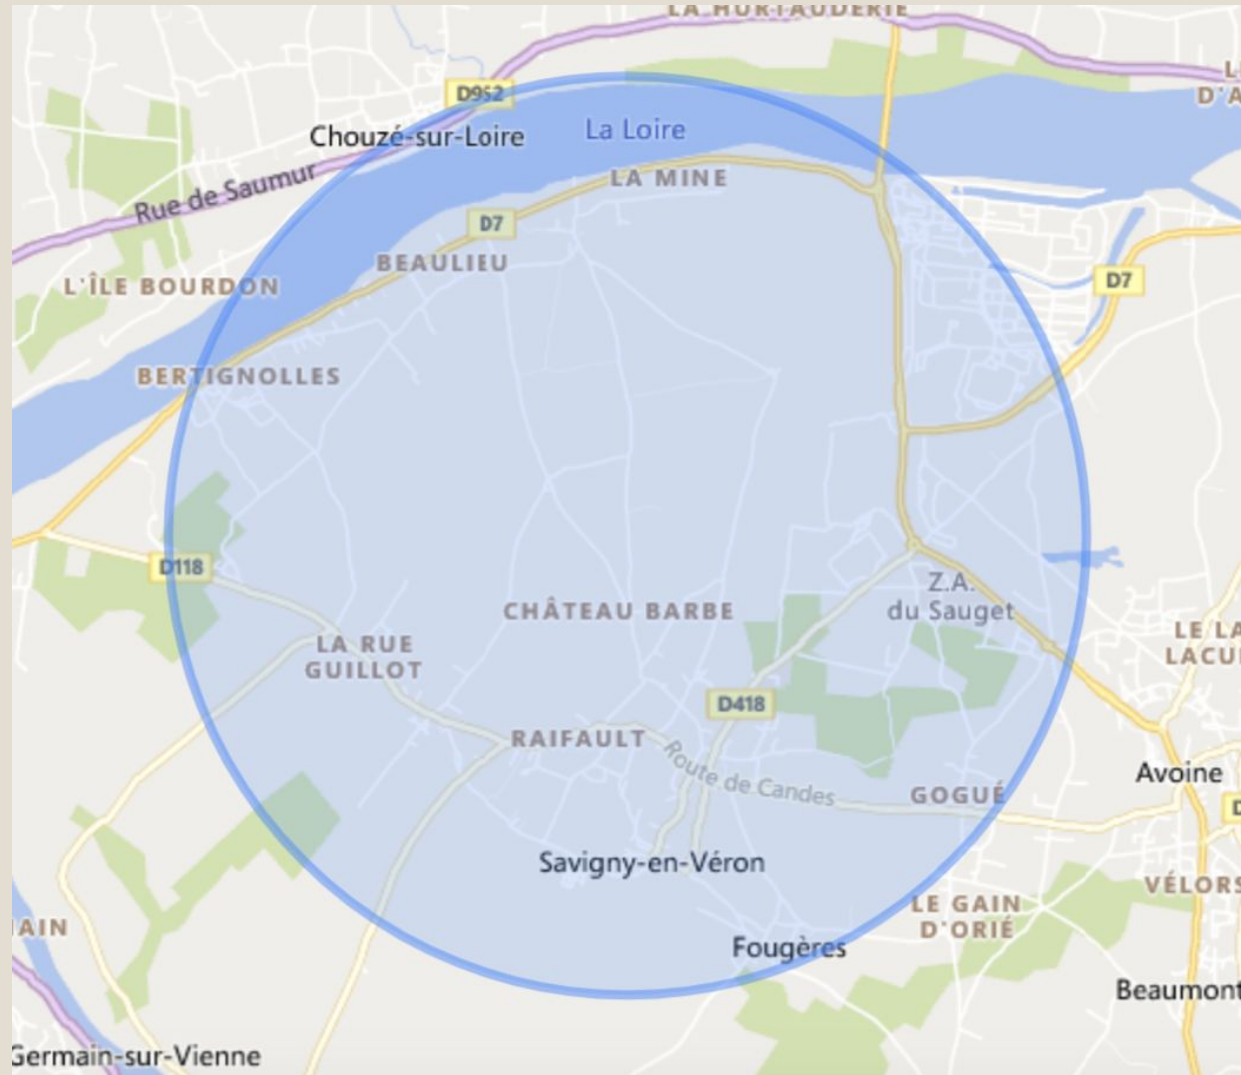 LA HURTAUDERIE
D952
Chouzé-sur-Loire
La Loire
LA MINE
Rue de Saumur
D7
BEAULIEU
L'ÎLE BOURDON
D7
BERTIGNOLLES
D118
Z.A.
du Sauget
CHÂTEAU BARBE
LA RUE
GUILLOT
D418
RAIFAULT
Route de Candes
GOGUÉ
Avoine
Savigny-en-Véron
LE GAIN
D'ORIÉ
Fougères
Beaumont
Germain-sur-Vienne